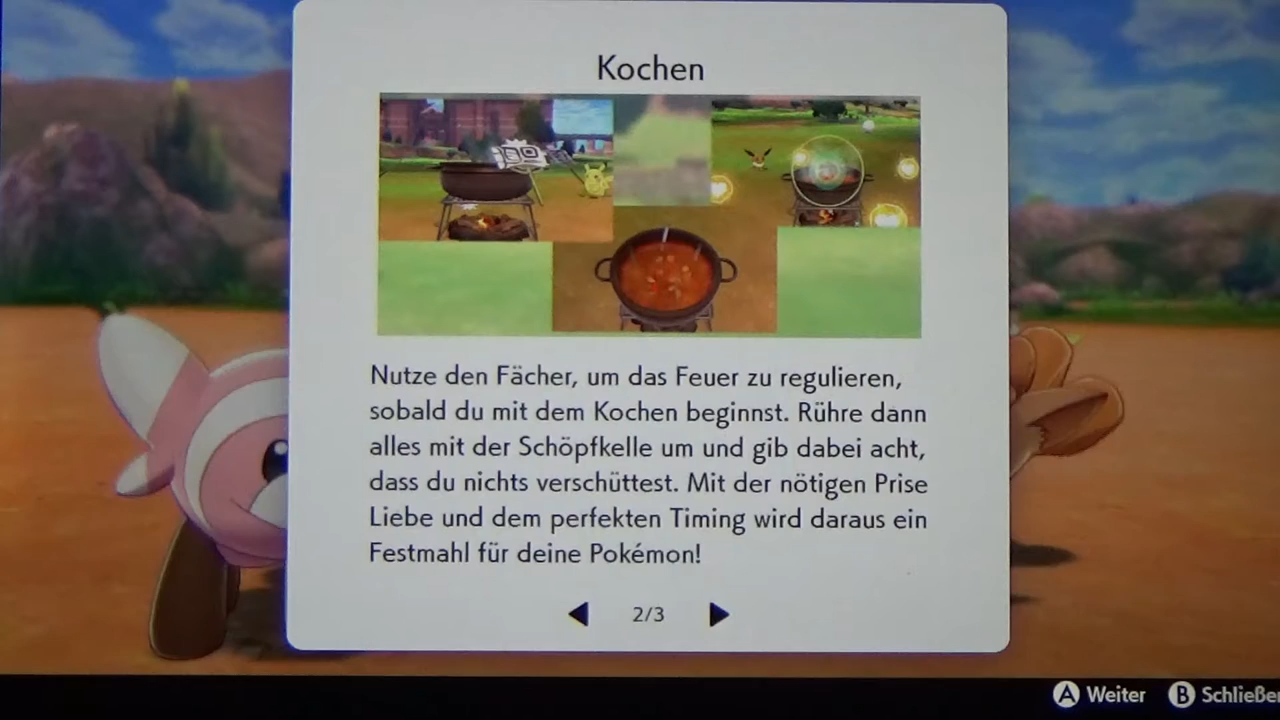 Kochen
Nutze den Fächer, um das Feuer zu regulieren,
sobald du mit dem Kochen beginnst. Rühre dann
alles mit der Schöpfkelle um und gib dabei acht,
dass du nichts verschüttest. Mit der nötigen Prise
Liebe und dem perfekten Timing wird daraus ein
Festmahl für deine Pokémon!
2/3
A Weiter B Schließen